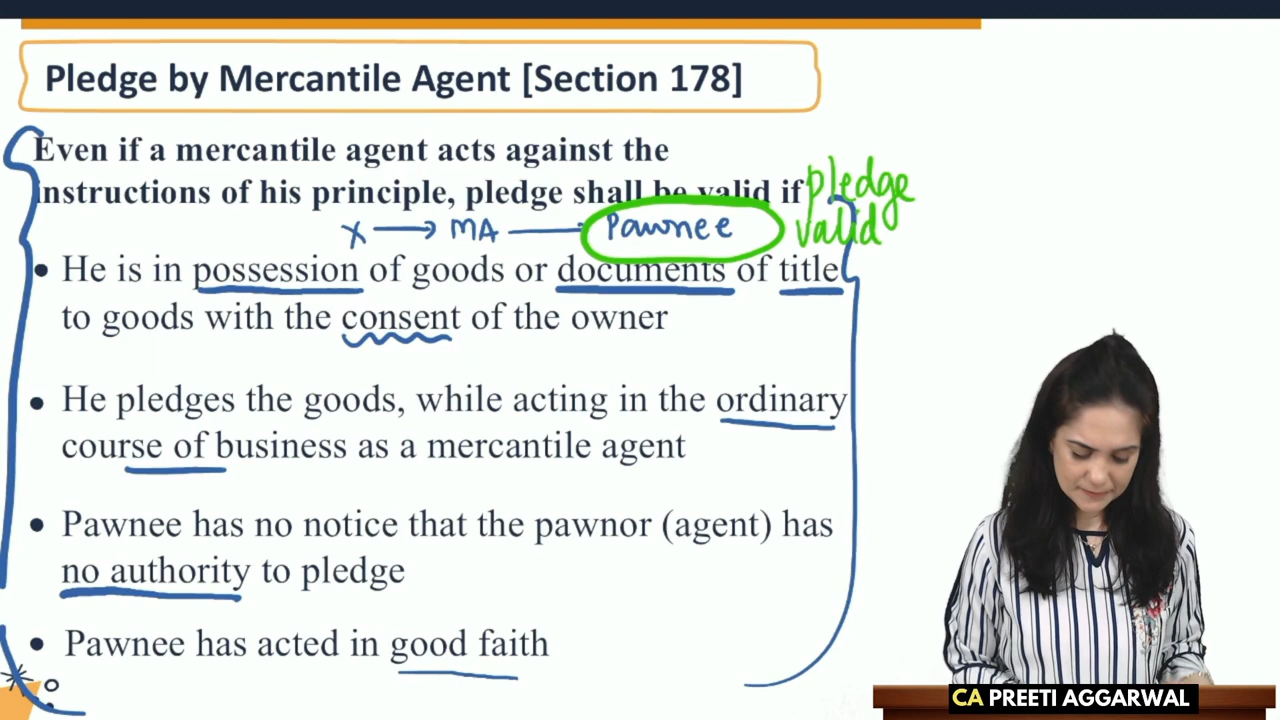 Pledge by Mercantile Agent [Section 178]
Even if a mercantile agent acts against the
instructions of his principle, pledge shall be valid if
pledge
valid
X → MA — Pawnee
• He is in possession of goods or documents of title
to goods with the consent of the owner
• He pledges the goods, while acting in the ordinary
course of business as a mercantile agent
• Pawnee has no notice that the pawnor (agent) has
no authority to pledge
• Pawnee has acted in good faith
CA PREETI AGGARWAL